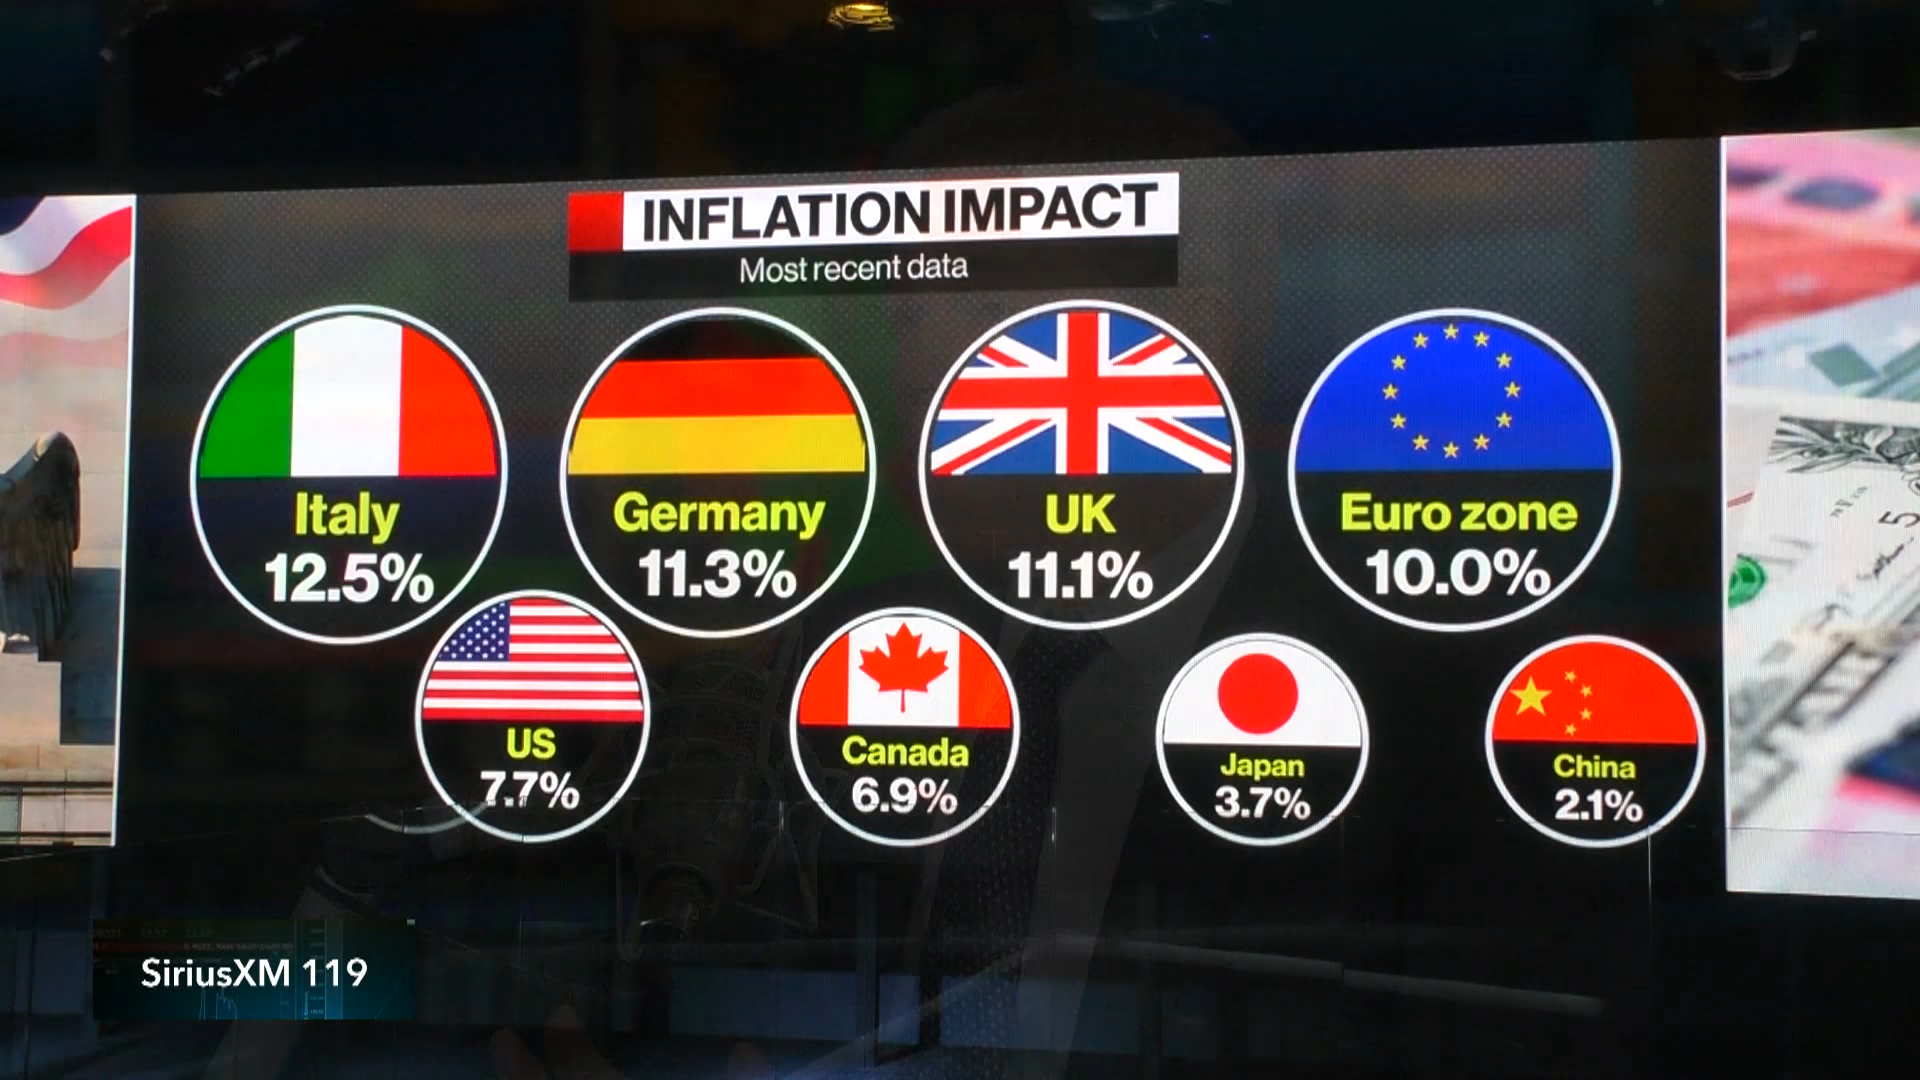 INFLATION IMPACT
Most recent data
Italy
12.5%
Germany
11.3%
UK
11.1%
Euro zone
10.0%
US
7.7%
Canada
6.9%
Japan
3.7%
China
2.1%
SiriusXM 119